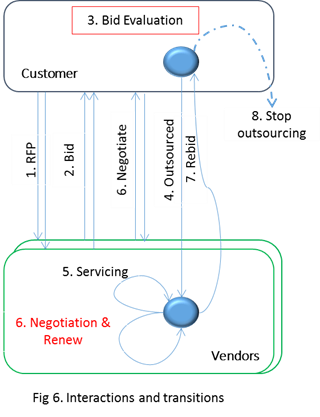 3. Bid Evaluation
Customer
8. Stop
outsourcing
1. RFP
2. Bid
6. Negotiate
4. Outsourced
7. Rebid
5. Servicing
6. Negotiation &
Renew
Vendors
Fig 6. Interactions and transitions